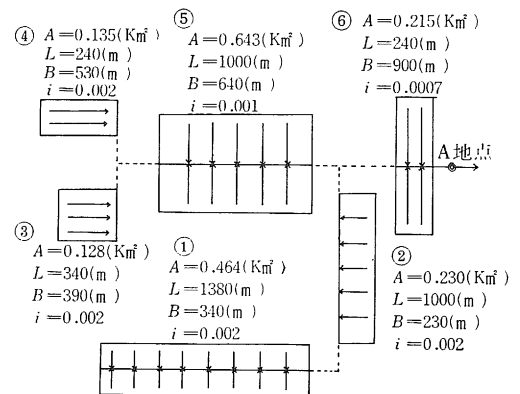 ④ A=0.135(K㎡)
L=240(m)
B=530(m)
i=0.002
⑤ A=0.643(K㎡)
L=1000(m)
B=640(m)
i=0.001
⑥ A=0.215(K㎡)
L=240(m)
B=900(m)
i=0.0007
A地点
③ A=0.128(K㎡)
L=340(m)
B=390(m)
i=0.002
① A=0.464(K㎡)
L=1380(m)
B=340(m)
i=0.002
② A=0.230(K㎡)
L=1000(m)
B=230(m)
i=0.002